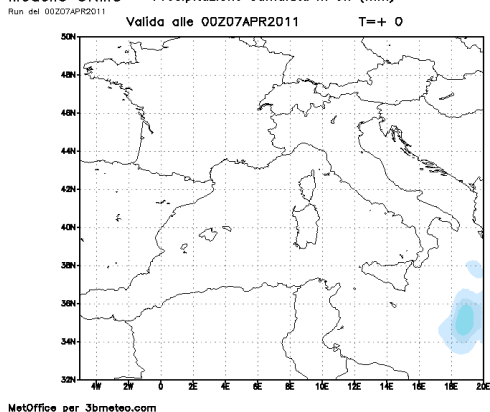 Run del 00Z07APR2011
Valida alle 00Z07APR2011 T=+ 0
50N
48N
46N
44N
42N
40N
38N
36N
34N
32N
4W 2W 0 2E 4E 6E 8E 10E 12E 14E 16E 18E 20E
MetOffice per 3bmeteo.com